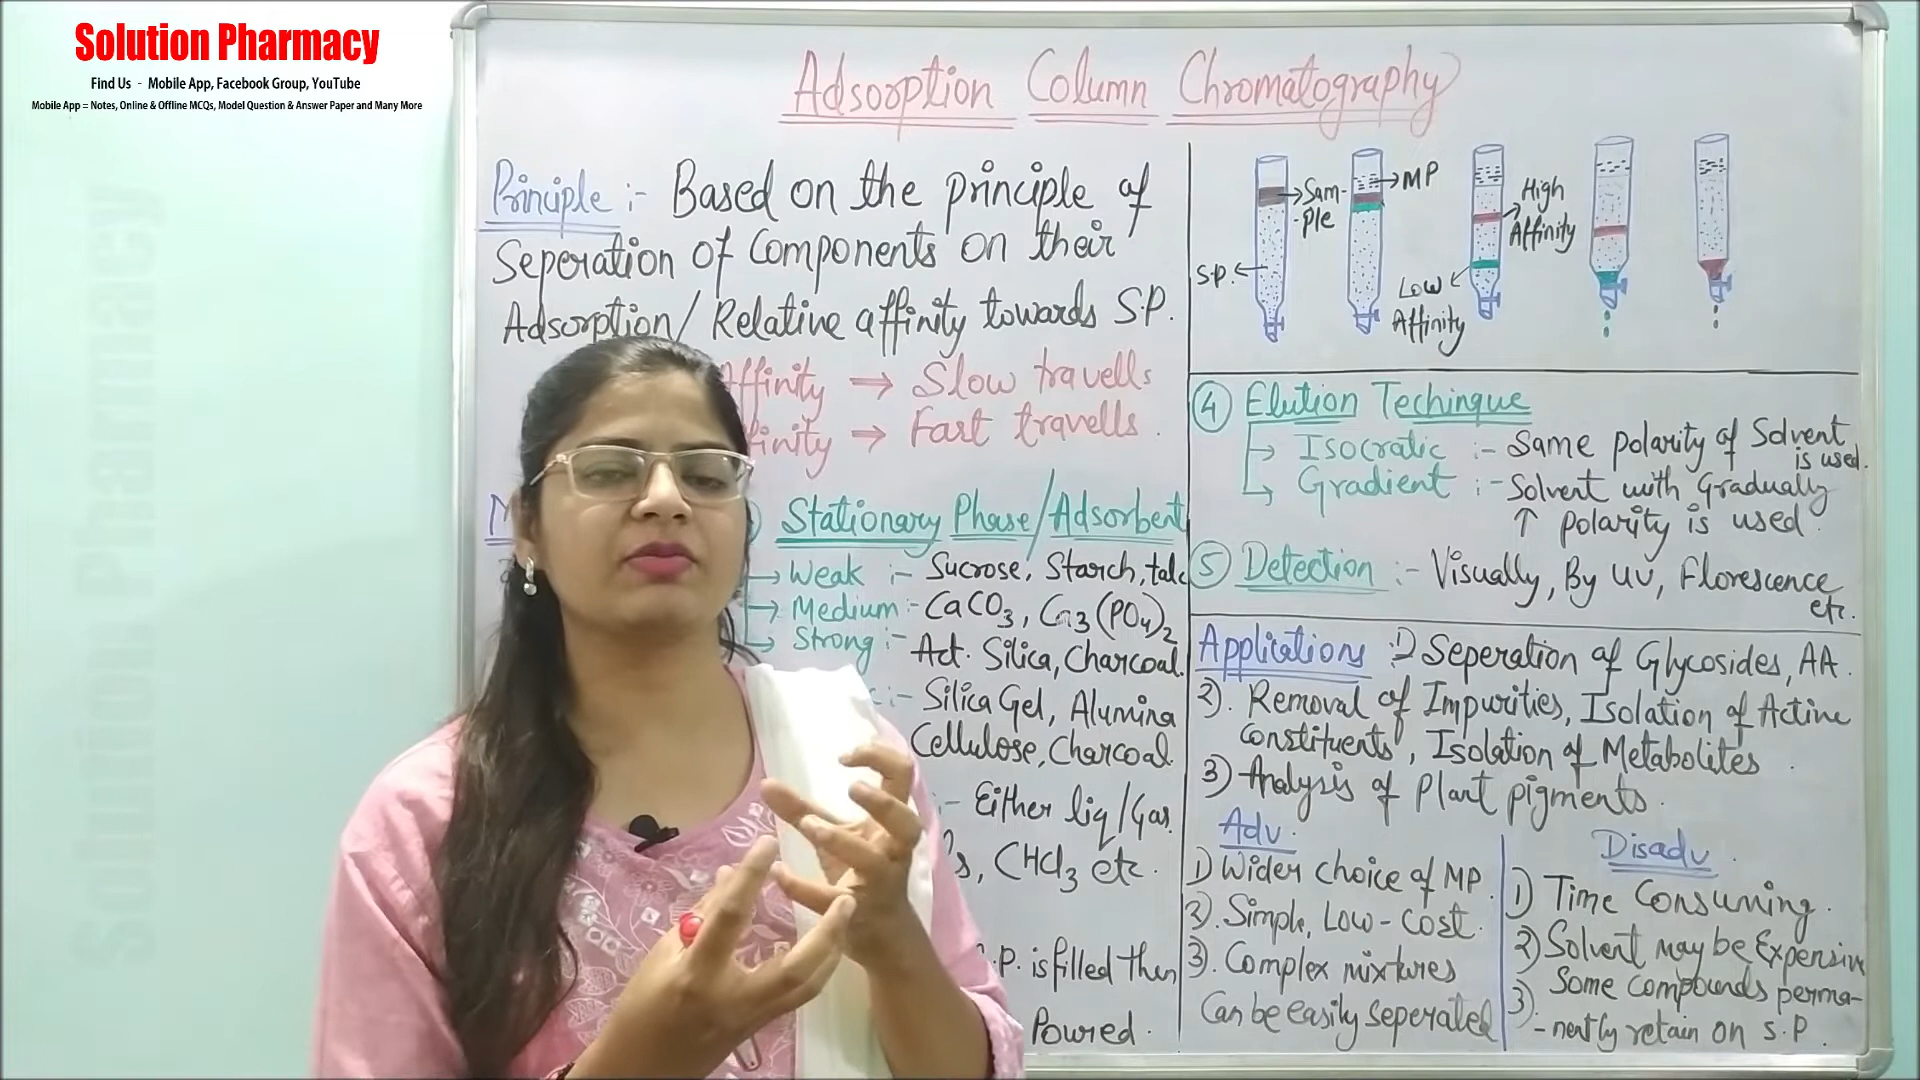 Solution Pharmacy
Find Us - Mobile App, Facebook Group, YouTube
Mobile App = Notes, Online & Offline MCQs, Model Question & Answer Paper and Many More
Solution Pharmacy
Adsorption Column Chromatography
Principle :- Based on the principle of
Seperation of Components on their
Adsorption/Relative affinity towards S.P.
Affinity → Slow travells
→ Fast travells.
Stationary Phase/Adsorbent
→ Weak :- Sucrose, Starch, talc
→ Medium :- CaCO3, Ca3(PO4)2
→ Strong :- Act. Silica, Charcoal.
:- Silica Gel, Alumina
Cellulose, Charcoal.
:- Either liq/Gas.
CHCl3 etc.
S.P. is filled then
Poured.
→ Sam-
-ple
S.P. ←
→ MP
High
Affinity
Low
Affinity
④ Elution Techinque
→ Isocratic :- Same polarity of Solvent
is used.
→ Gradient :- Solvent with Gradually
↑ polarity is used.
⑤ Detection :- Visually, By UV, Florescence
etc.
Applications :- 1) Seperation of Glycosides, AA.
2). Removal of Impurities, Isolation of Active
constituents, Isolation of Metabolites.
3) Analysis of Plant pigments.
Adv.
1) Wider choice of MP.
2). Simple, Low-Cost.
3). Complex mixtures
Can be easily Seperated
Disadv.
1) Time Consuming.
2) Solvent may be Expensive
3) Some compounds perma-
-nently retain on S.P.